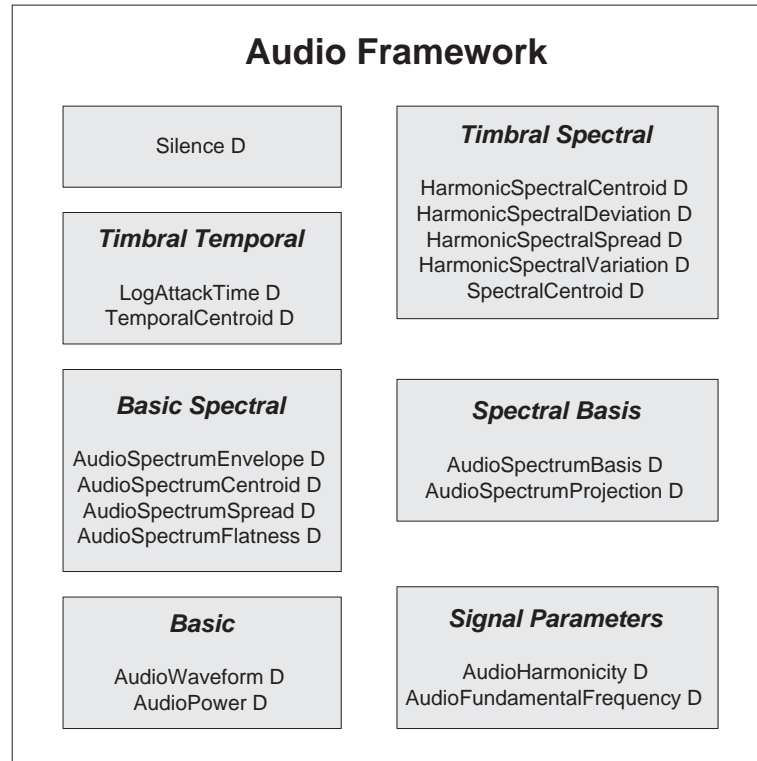 Audio Framework
Silence D
Timbral Temporal
LogAttackTime D
TemporalCentroid D
Basic Spectral
AudioSpectrumEnvelope D
AudioSpectrumCentroid D
AudioSpectrumSpread D
AudioSpectrumFlatness D
Basic
AudioWaveform D
AudioPower D
Timbral Spectral
HarmonicSpectralCentroid D
HarmonicSpectralDeviation D
HarmonicSpectralSpread D
HarmonicSpectralVariation D
SpectralCentroid D
Spectral Basis
AudioSpectrumBasis D
AudioSpectrumProjection D
Signal Parameters
AudioHarmonicity D
AudioFundamentalFrequency D